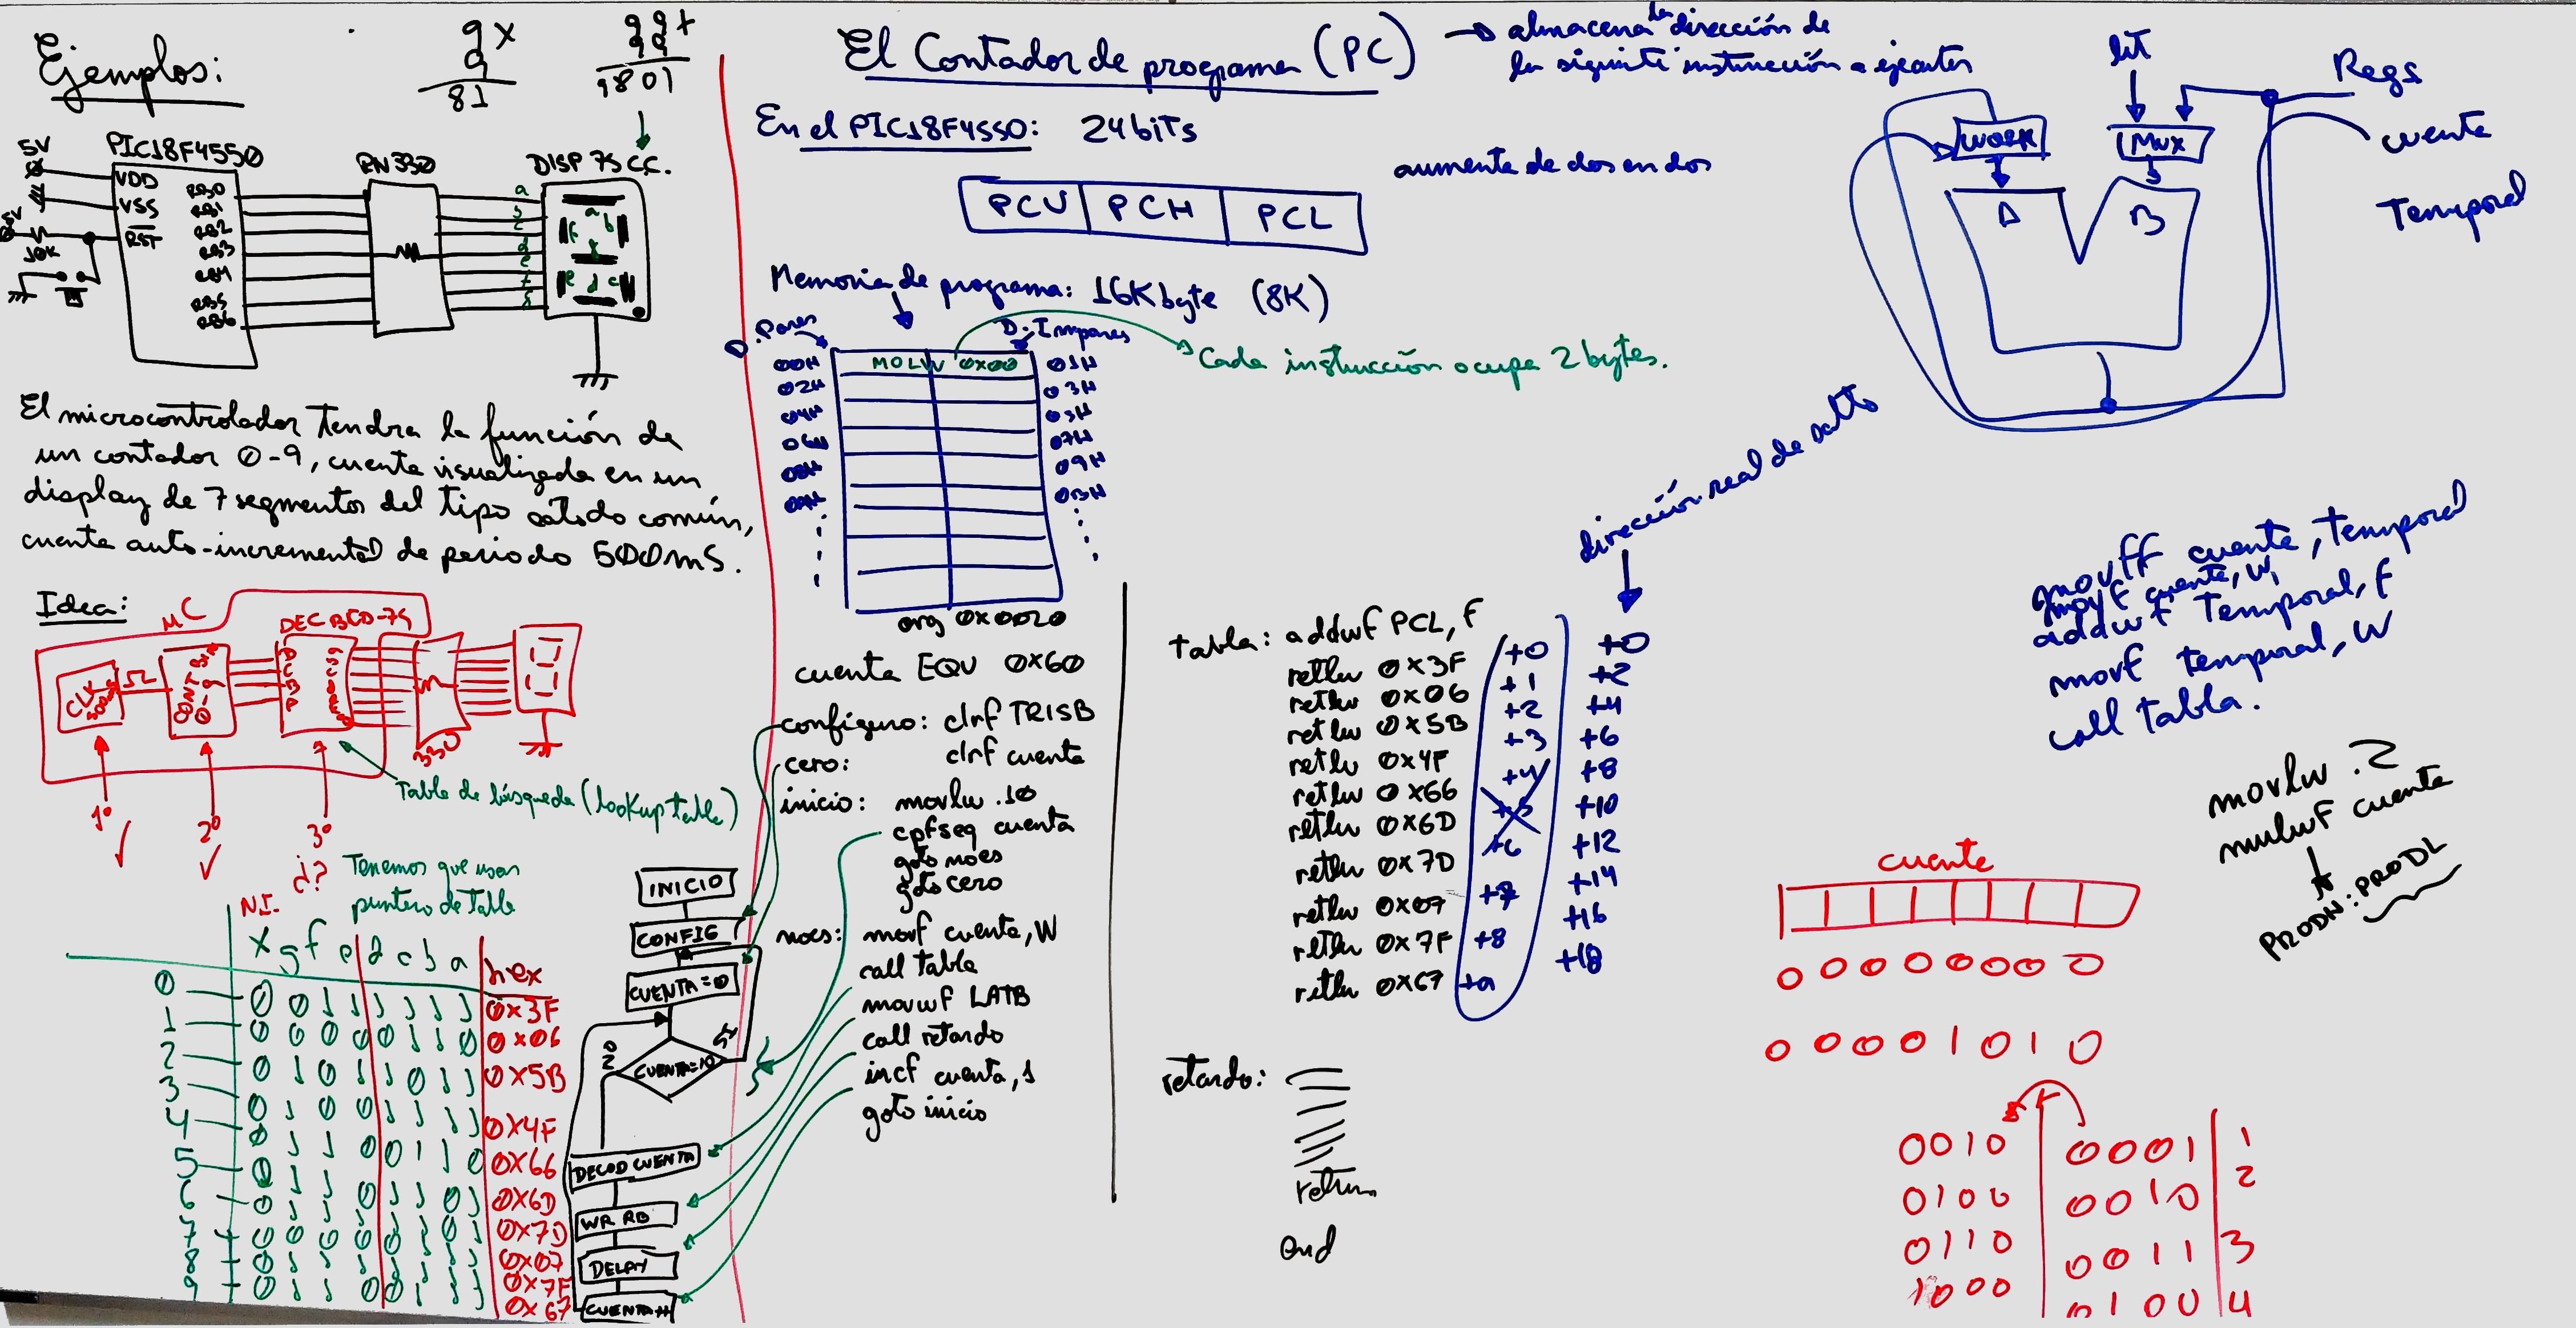 Ejemplos:
9x
9
81
99x
99
9801
5V
PIC18F4550
RN330
DISP 7S C.C.
VDD
VSS
RST
5V
10K
RB0
RB1
RB2
RB3
RB4
RB5
RB6
a
b
c
d
e
f
g
a
f b
g
e d c
El microcontrolador tendra la función de
un contador 0-9, cuenta visualizada en un
display de 7 segmentos del tipo cátodo común,
cuenta auto-incremental de periodo 500ms.
Idea:
μC
DEC BCD-7S
CLK
500ms
CONT BIN
0-9
330
1º
2º
3º
¿?
Tabla de búsqueda (lookup table)
Tenemos que usar
puntero de tabla
N.I.
X g f e d c b a hex
0 0 0 1 1 1 1 1 1 0x3F
1 0 0 0 0 0 1 1 0 0x06
2 0 1 0 1 1 0 1 1 0x5B
3 0 1 0 0 1 1 1 1 0x4F
4 0 1 1 0 0 1 1 0 0x66
5 0 1 1 0 1 1 0 1 0x6D
6 0 1 1 1 1 1 0 1 0x7D
7 0 0 0 0 0 1 1 1 0x07
8 0 1 1 1 1 1 1 1 0x7F
9 0 1 1 0 0 1 1 1 0x67
INICIO
CONFIG
CUENTA=0
CUENTA=10
SI
NO
DECOD CUENTA
WR RB
DELAY
CUENTA++
El Contador de programa (PC)
almacena la dirección de
la siguiente instrucción a ejecutar
En el PIC18F4550: 24 bits
aumenta de dos en dos
PCU PCH PCL
Memoria de programa: 16Kbyte (8K)
D. Pares
D. Impares
00H MOLW 0x00 01H
02H 03H
04H 05H
06H 07H
08H 09H
0AH 0BH
Cada instrucción ocupa 2 bytes.
org 0x0020
cuenta EQU 0x60
configuro: clrf TRISB
cero: clrf cuenta
inicio: movlw .10
cpfseq cuenta
goto noes
goto cero
noes: movf cuenta, W
call tabla
movwf LATB
call retardo
incf cuenta, 1
goto inicio
dirección real de salto
tabla: addwf PCL, f
retlw 0x3F +0 +0
retlw 0x06 +1 +2
retlw 0x5B +2 +4
retlw 0x4F +3 +6
retlw 0x66 +4 +8
retlw 0x6D +5 +10
retlw 0x7D +6 +12
retlw 0x07 +7 +14
retlw 0x7F +8 +16
retlw 0x67 +9 +18
retardo:
return
end
lit
Regs
WORK
MUX
cuenta
Temporal
A
B
movff cuenta, temporal
movf cuenta, W
addwf Temporal, f
movf temporal, W
call tabla.
movlw .2
mulwf cuenta
PRODH:PRODL
cuenta
0 0 0 0 0 0 0 0
0 0 0 0 1 0 1 0
0010 0001 1
0100 0010 2
0110 0011 3
1000 0100 4